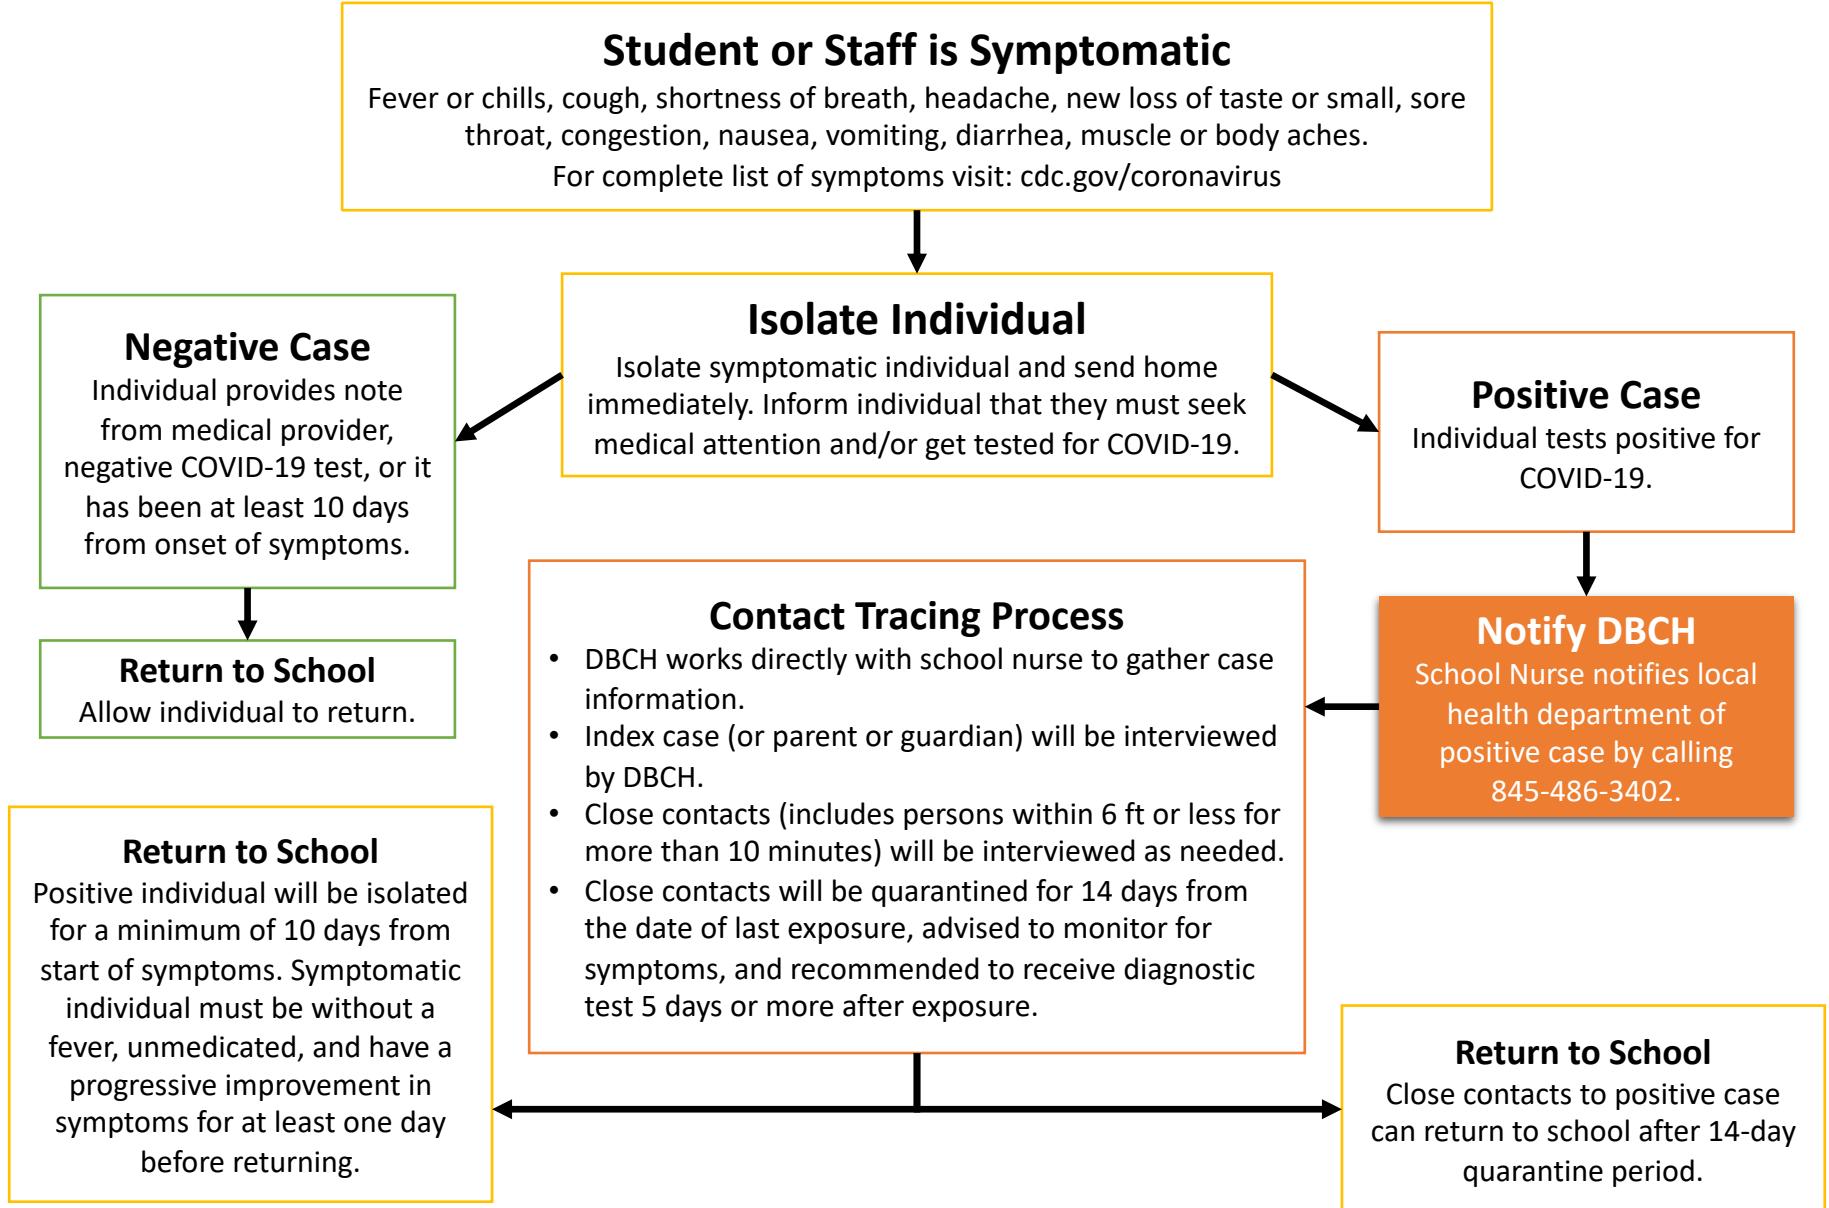 Student or Staff is Symptomatic
Fever or chills, cough, shortness of breath, headache, new loss of taste or small, sore
throat, congestion, nausea, vomiting, diarrhea, muscle or body aches.
For complete list of symptoms visit: cdc.gov/coronavirus
Isolate Individual
Isolate symptomatic individual and send home
immediately. Inform individual that they must seek
medical attention and/or get tested for COVID-19.
Negative Case
Individual provides note
from medical provider,
negative COVID-19 test, or it
has been at least 10 days
from onset of symptoms.
Return to School
Allow individual to return.
Positive Case
Individual tests positive for
COVID-19.
Notify DBCH
School Nurse notifies local
health department of
positive case by calling
845-486-3402.
Contact Tracing Process
• DBCH works directly with school nurse to gather case
information.
• Index case (or parent or guardian) will be interviewed
by DBCH.
• Close contacts (includes persons within 6 ft or less for
more than 10 minutes) will be interviewed as needed.
• Close contacts will be quarantined for 14 days from
the date of last exposure, advised to monitor for
symptoms, and recommended to receive diagnostic
test 5 days or more after exposure.
Return to School
Positive individual will be isolated
for a minimum of 10 days from
start of symptoms. Symptomatic
individual must be without a
fever, unmedicated, and have a
progressive improvement in
symptoms for at least one day
before returning.
Return to School
Close contacts to positive case
can return to school after 14-day
quarantine period.